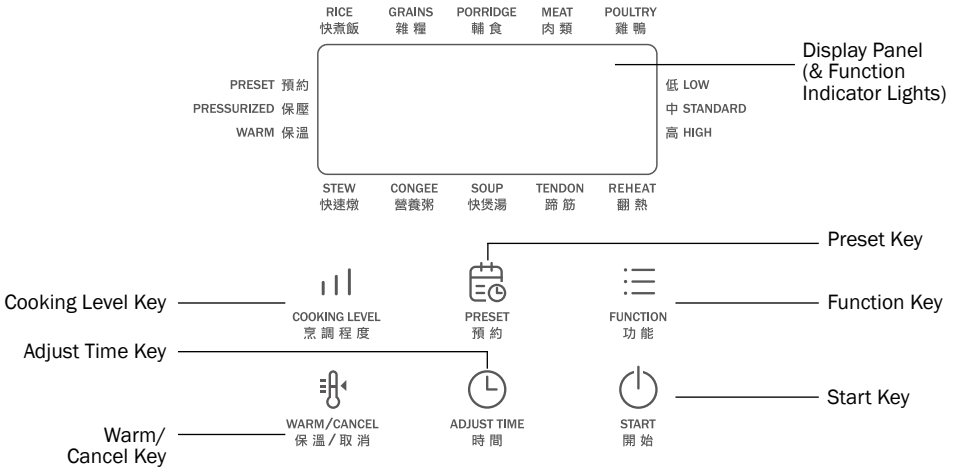 RICE GRAINS PORRIDGE MEAT POULTRY
快煮飯 雜糧 輔食 肉類 雞鴨
Display Panel
(& Function
Indicator Lights)
PRESET 預約
PRESSURIZED 保壓
WARM 保溫
低 LOW
中 STANDARD
高 HIGH
STEW CONGEE SOUP TENDON REHEAT
快速燉 營養粥 快煲湯 蹄筋 翻熱
Preset Key
Cooking Level Key
Function Key
COOKING LEVEL PRESET FUNCTION
烹調程度 預約 功能
Adjust Time Key
Start Key
WARM/CANCEL ADJUST TIME START
保溫/取消 時間 開始
Warm/
Cancel Key